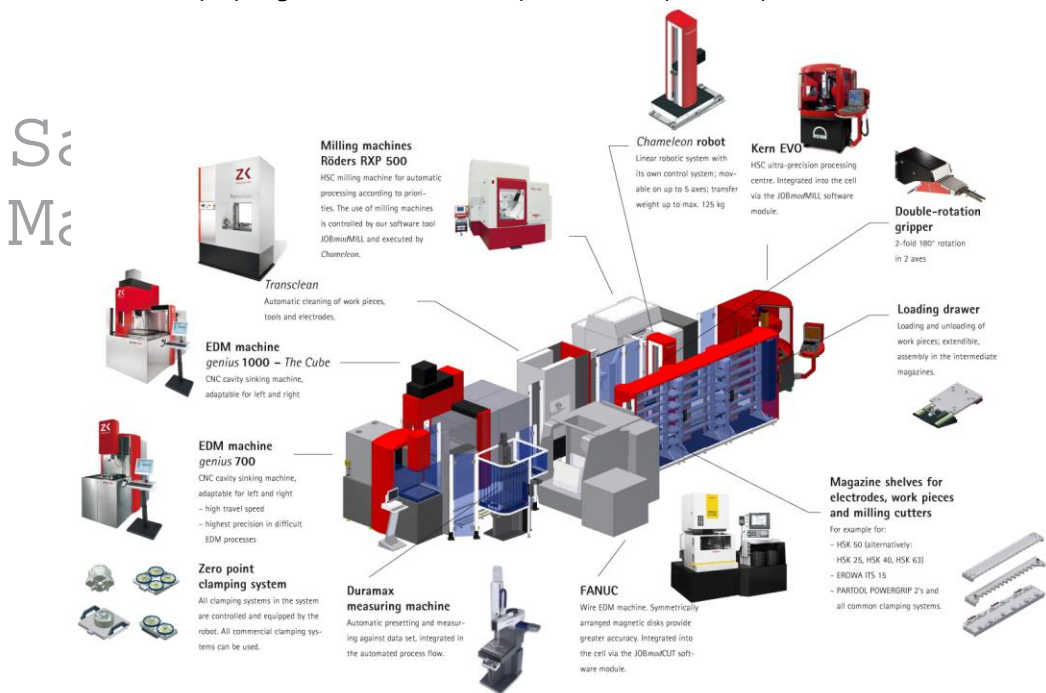 Chameleon robot
Linear robotic system with
its own control system; mov-
able on up to 5 axes; transfer
weight up to max. 125 kg
Kern EVO
HSC ultra-precision processing
centre. Integrated into the cell
via the JOBmodMILL software
module.
Milling machines
Röders RXP 500
HSC milling machine for automatic
processing according to priori-
ties. The use of milling machines
is controlled by our software tool
JOBmodMILL and executed by
Chameleon.
Double-rotation
gripper
2-fold 180° rotation
in 2 axes
Transclean
Automatic cleaning of work pieces,
tools and electrodes.
Loading drawer
Loading and unloading of
work pieces; extendible,
assembly in the intermediate
magazines.
EDM machine
genius 1000 – The Cube
CNC cavity sinking machine,
adaptable for left and right
EDM machine
genius 700
CNC cavity sinking machine,
adaptable for left and right
– high travel speed
– highest precision in difficult
EDM processes
Magazine shelves for
electrodes, work pieces
and milling cutters
For example for:
– HSK 50 (alternatively:
HSK 25, HSK 40, HSK 63)
– EROWA ITS 15
– PARTOOL POWERGRIP 2's and
all common clamping systems.
Zero point
clamping system
All clamping systems in the system
are controlled and equipped by the
robot. All commercial clamping sys-
tems can be used.
Duramax
measuring machine
Automatic presetting and measur-
ing against data set, integrated in
the automated process flow.
FANUC
Wire EDM machine. Symmetrically
arranged magnetic disks provide
greater accuracy. Integrated into
the cell via the JOBmodCUT soft-
ware module.
ZK
ZK
ZK